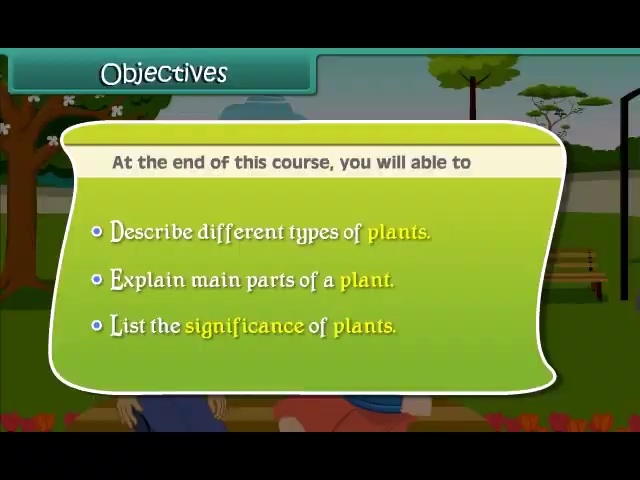 Objectives
At the end of this course, you will able to
Describe different types of plants.
Explain main parts of a plant.
List the significance of plants.